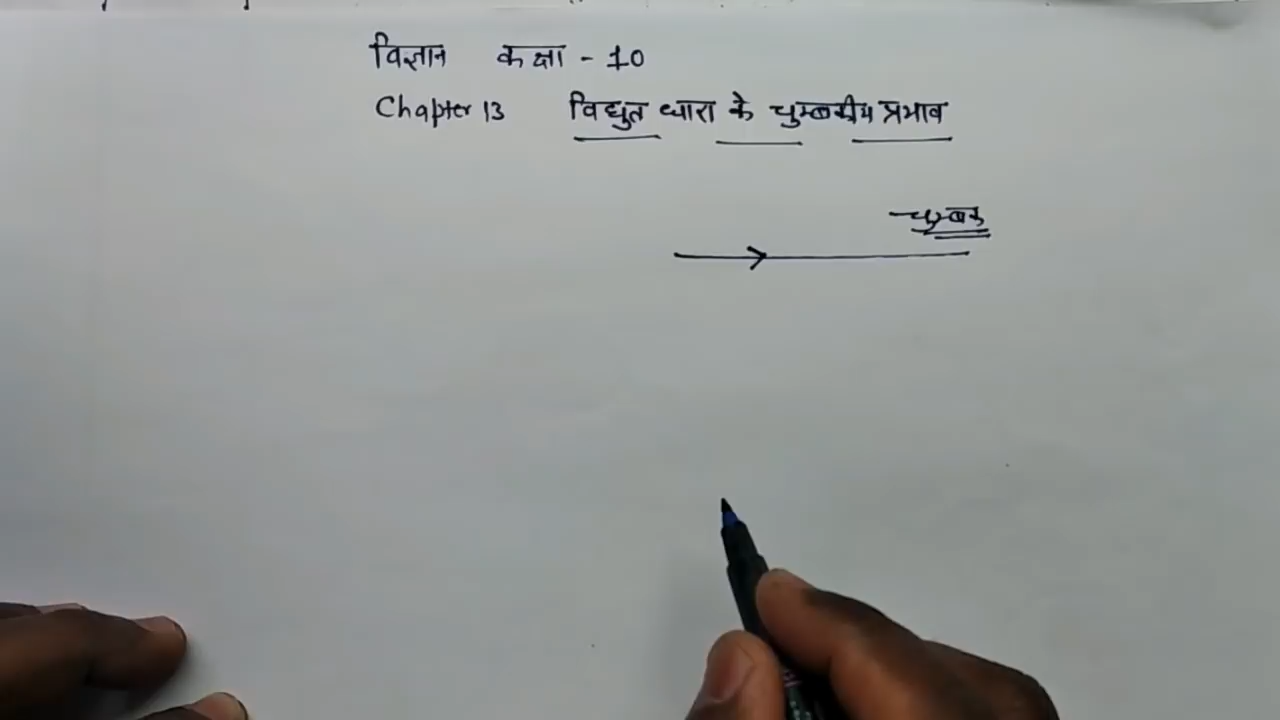 विज्ञान कक्षा - 10
Chapter 13 विद्युत धारा के चुम्बकीय प्रभाव
चुम्बक